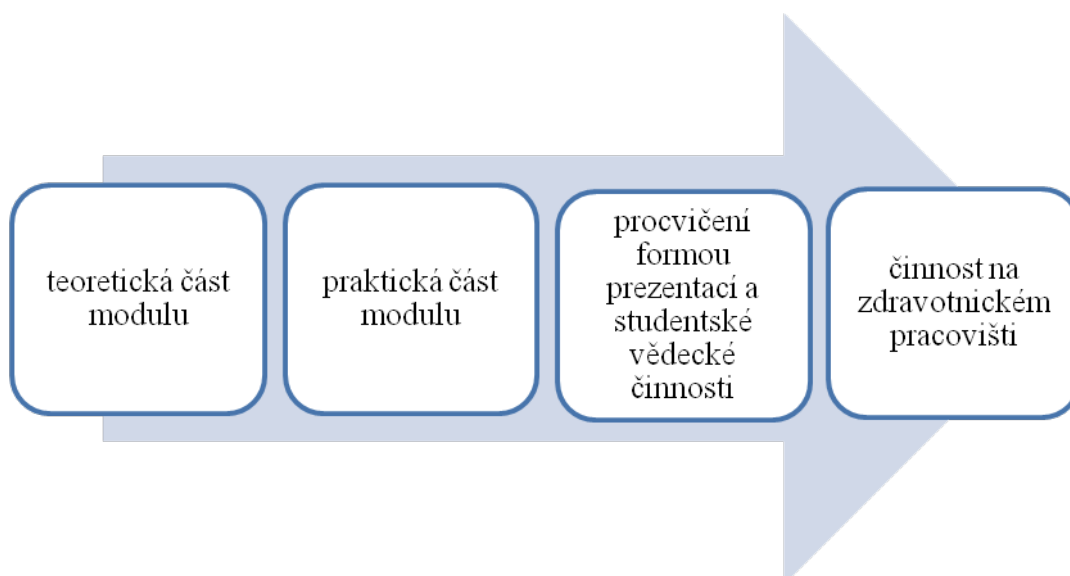 teoretická část
modulu
praktická část
modulu
procvičení
formou
prezentací a
studentské
vědecké
činnosti
činnost na
zdravotnickém
pracovišti